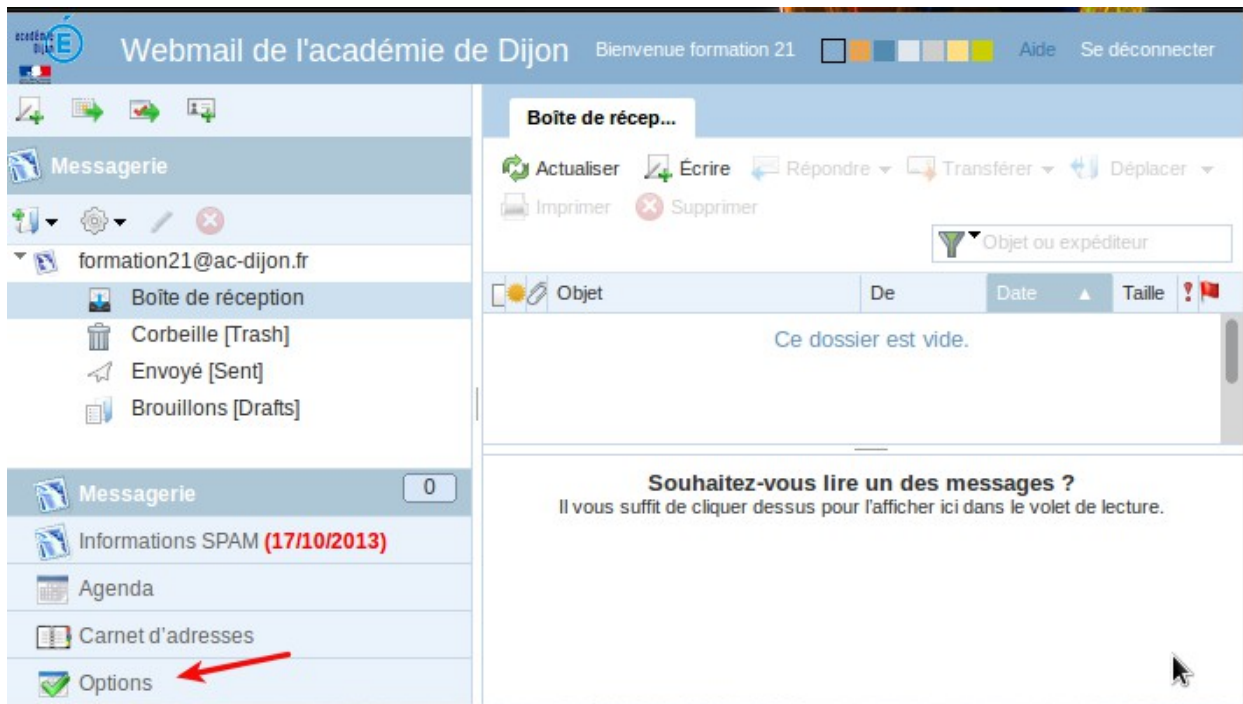 académie
Dijon
Webmail de l'académie de Dijon Bienvenue formation 21 Aide Se déconnecter
Boîte de récep...
Messagerie
Actualiser Écrire Répondre Transférer Déplacer
Imprimer Supprimer
Objet ou expéditeur
formation21@ac-dijon.fr
Boîte de réception
Corbeille [Trash]
Envoyé [Sent]
Brouillons [Drafts]
Objet De Date Taille
Ce dossier est vide.
Messagerie 0
Informations SPAM (17/10/2013)
Agenda
Carnet d'adresses
Options
Souhaitez-vous lire un des messages ?
Il vous suffit de cliquer dessus pour l'afficher ici dans le volet de lecture.